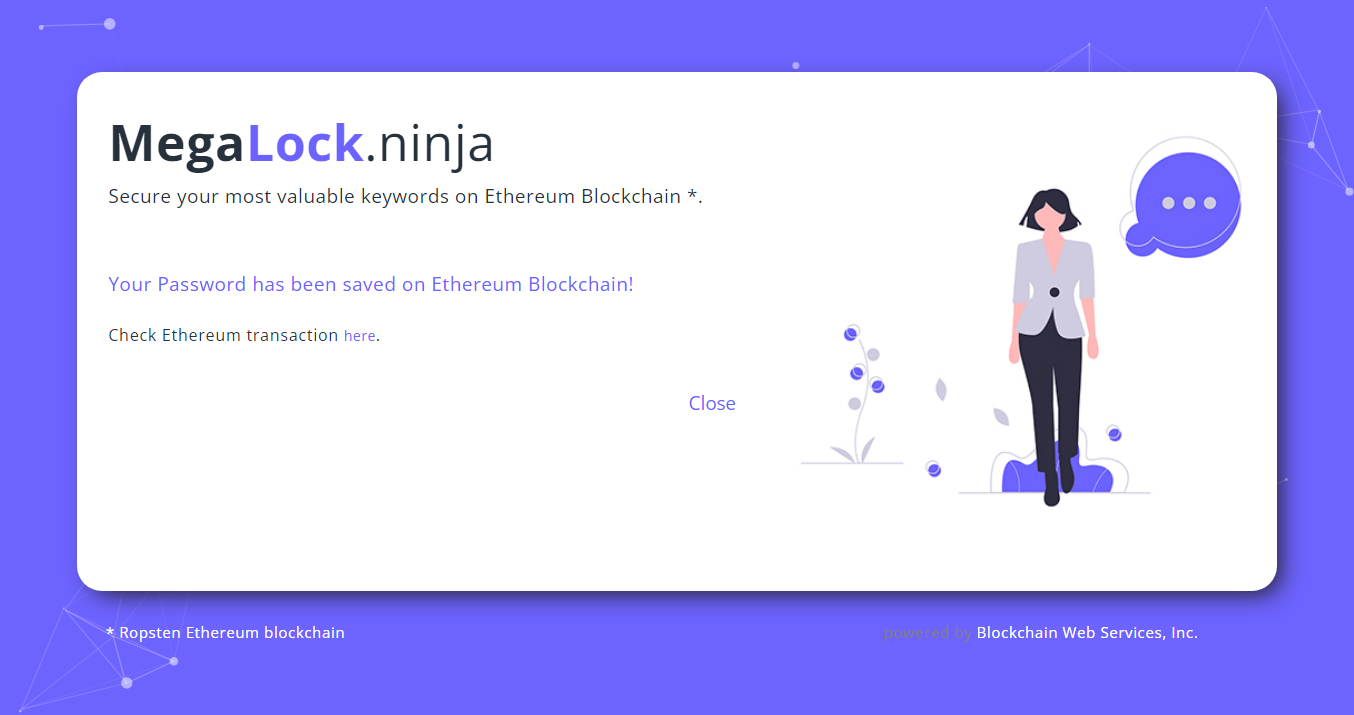 MegaLock.ninja
Secure your most valuable keywords on Ethereum Blockchain *.
Your Password has been saved on Ethereum Blockchain!
Check Ethereum transaction here.
Close
* Ropsten Ethereum blockchain
powered by Blockchain Web Services, Inc.